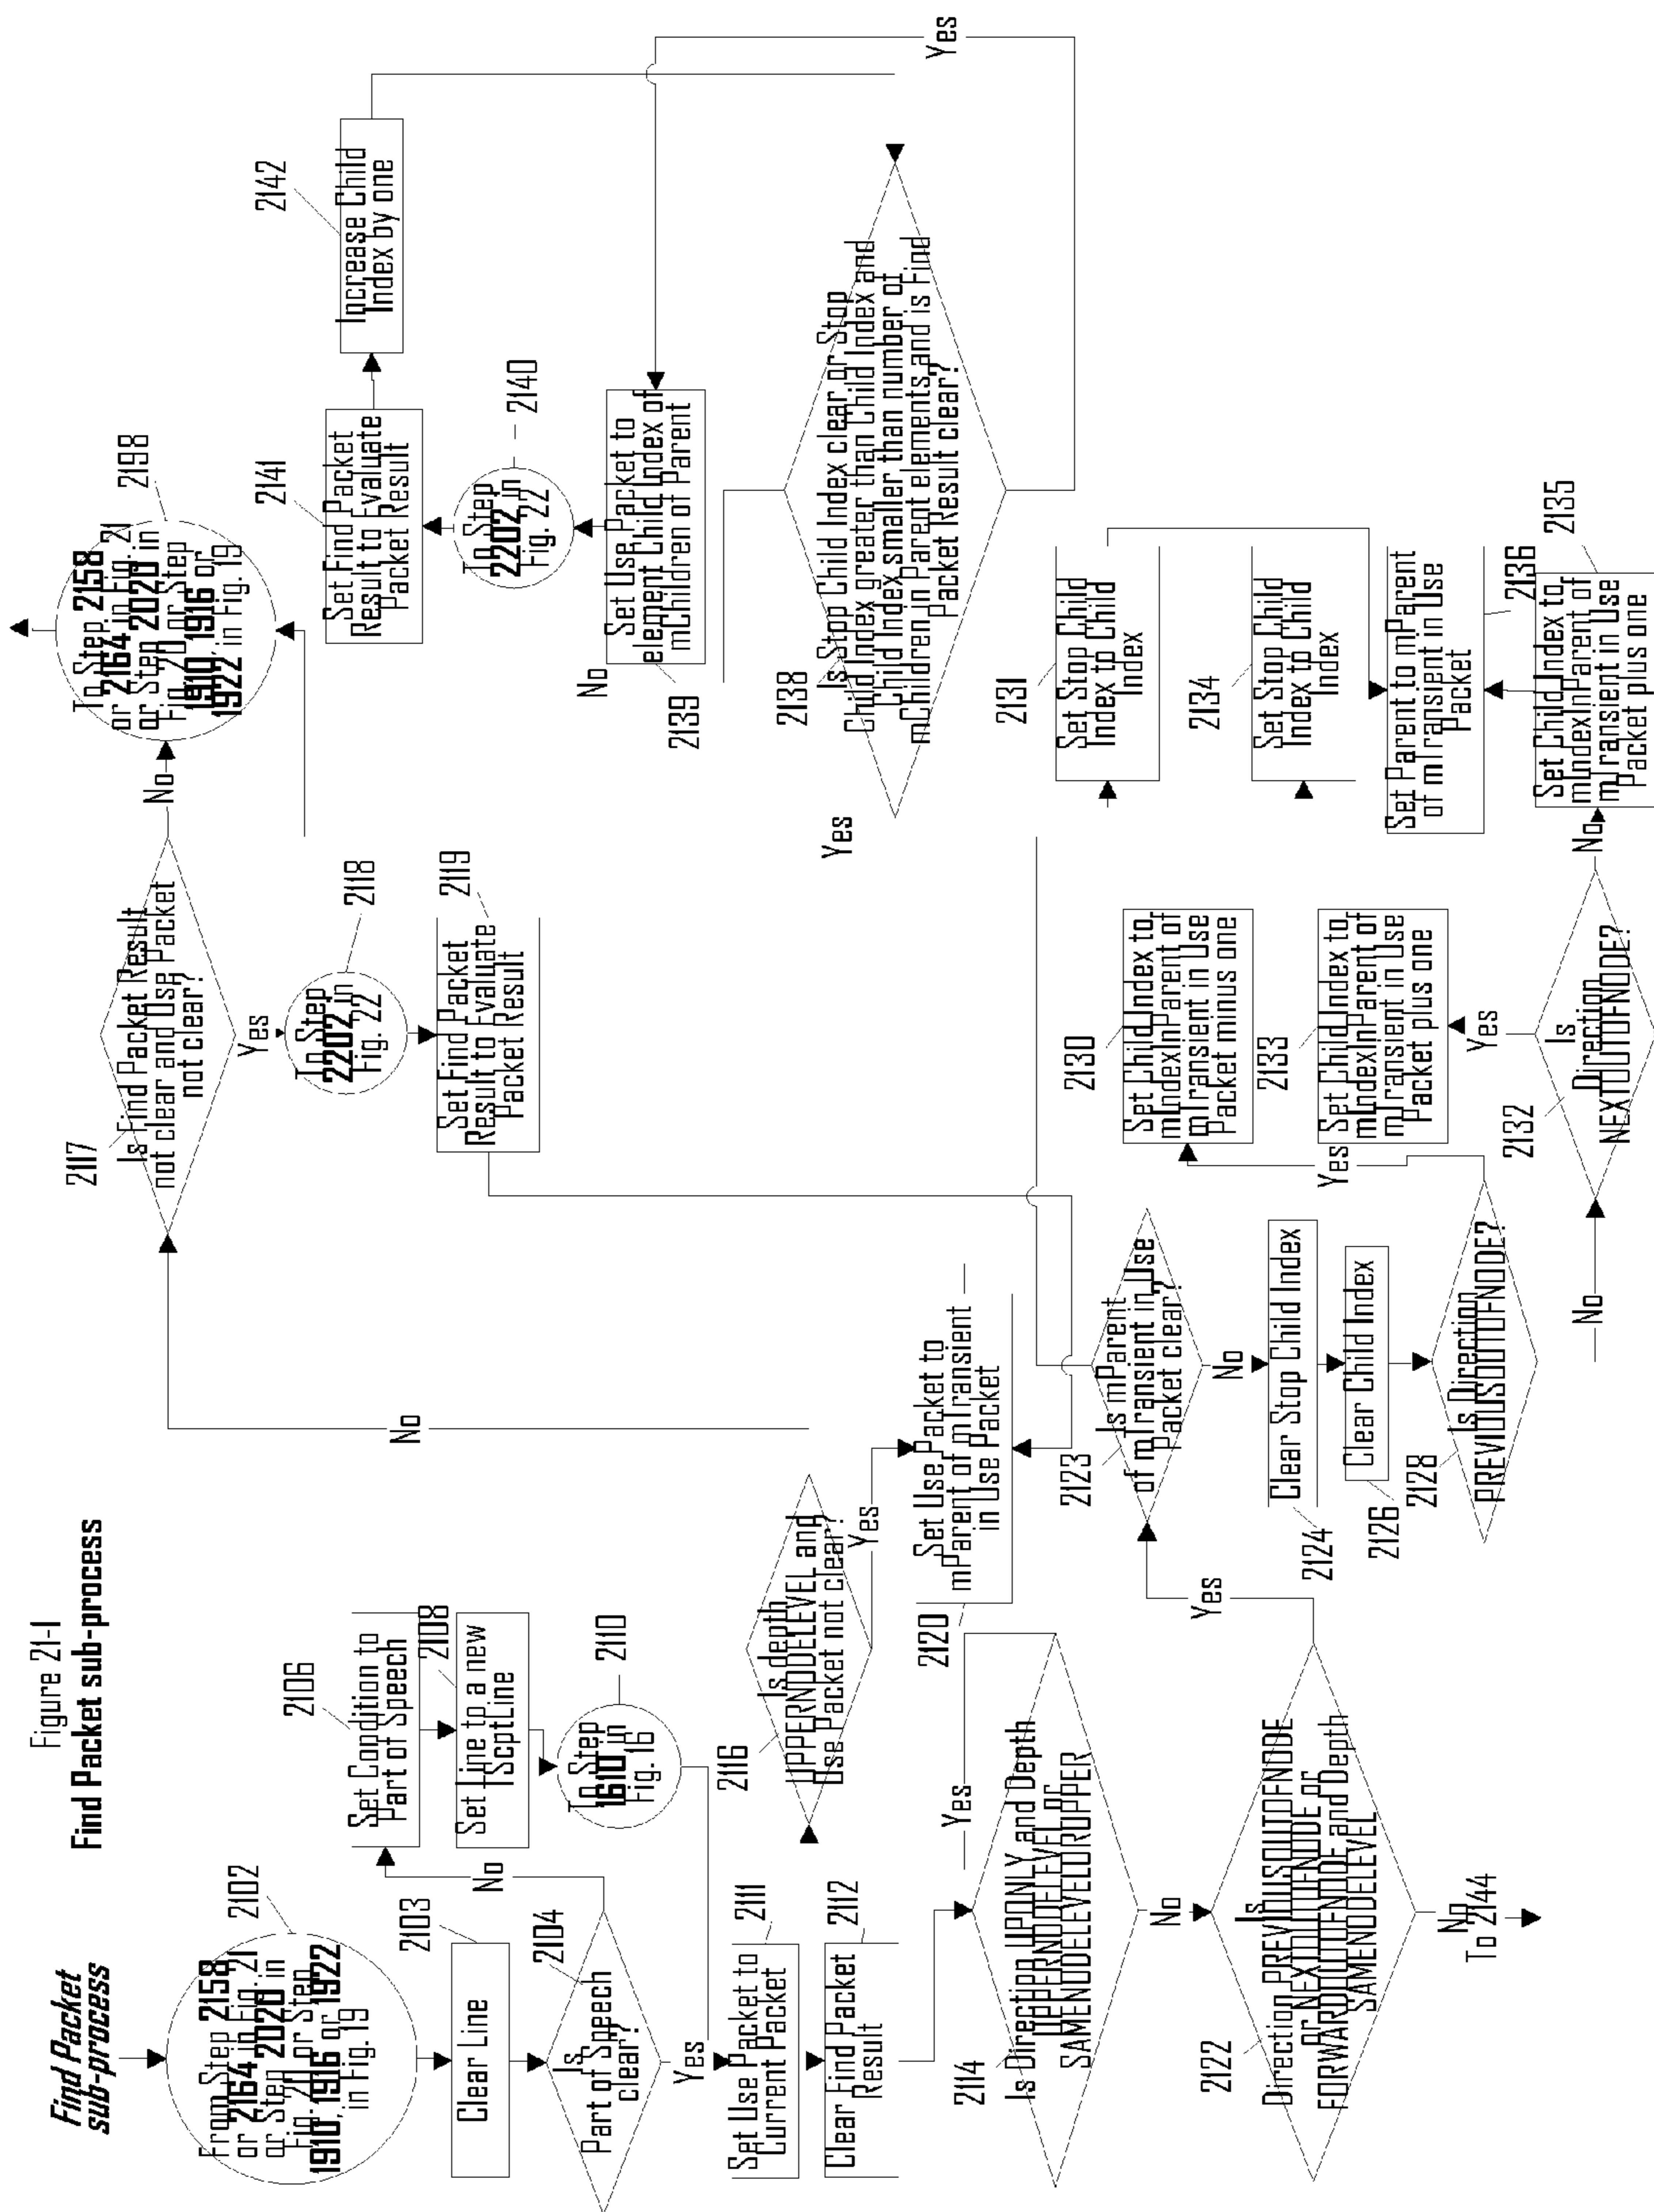 Figure 21-1
Find Packet sub-process
Find Packet
sub-process
From Step 2158
or 2164 in Fig. 21
or Step 2020 in
Fig. 20 or Step
1910, 1916 or 1922
in Fig. 19
2102
Clear Line
2103
Is
Part of Speech
clear?
2104
No
Yes
Set Condition to
Part of Speech
2106
Set Line to a new
TScptLine
2108
To Step
1610 in
Fig. 16
2110
Set Use Packet to
Current Packet
2111
Clear Find Packet
Result
2112
Is Direction UPONLY and Depth
UPPERNODELEVEL or
SAMENODELEVELORUPPER
2114
Yes
No
Is depth
UPPERNODELEVEL and
Use Packet not clear?
2116
Yes
No
Is Find Packet Result
not clear and Use Packet
not clear?
2117
Yes
No
To Step
2202 in
Fig. 22
2118
Set Find Packet
Result to Evaluate
Packet Result
2119
Set Use Packet to
mParent of mTransient
in Use Packet
2120
Is
Direction PREVIOUSOUTOFNODE
or NEXTOUTOFNODE or
FORWARDOUTOFNODE and Depth
SAMENODELEVEL
2122
Yes
No
To 2144
Is mParent
of mTransient in Use
Packet clear?
2123
No
Yes
Clear Stop Child Index
2124
Clear Child Index
2126
Is Direction
PREVIOUSOUTOFNODE?
2128
Yes
No
Set Child Index to
mIndexInParent of
mTransient in Use
Packet minus one
2130
Set Stop Child
Index to Child
Index
2131
Is
Direction
NEXTOUTOFNODE?
2132
Yes
No
Set Child Index to
mIndexInParent of
mTransient in Use
Packet plus one
2133
Set Stop Child
Index to Child
Index
2134
Set Child Index to
mIndexInParent of
mTransient in Use
Packet plus one
2135
Set Parent to mParent
of mTransient in Use
Packet
2136
Is Stop Child Index clear or Stop
Child Index greater than Child Index and
Child Index smaller than number of
mChildren in Parent elements and is Find
Packet Result clear?
2138
No
Yes
Set Use Packet to
element Child Index of
mChildren of Parent
2139
To Step
2202 in
Fig. 22
2140
Set Find Packet
Result to Evaluate
Packet Result
2141
Increase Child
Index by one
2142
To Step 2158
or 2164 in Fig. 21
or Step 2020 in
Fig. 20 or Step
1910, 1916 or
1922 in Fig. 19
2198